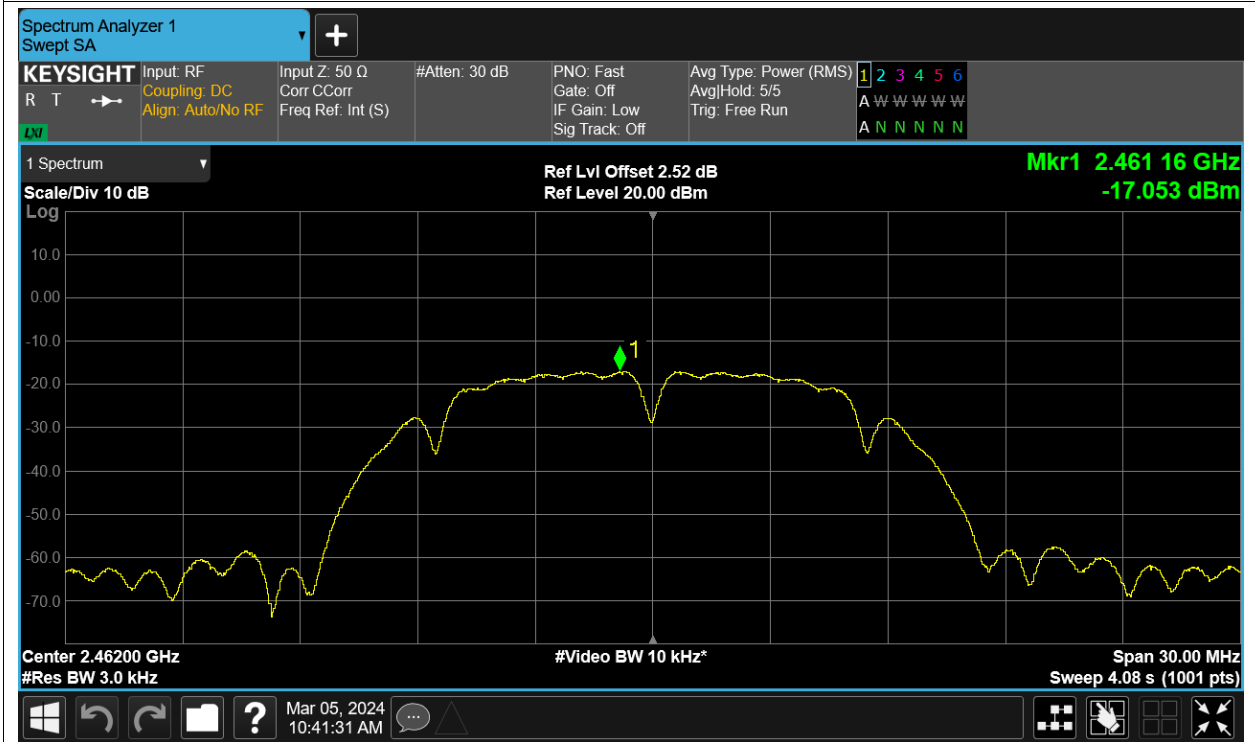 Spectrum Analyzer 1
Swept SA
+
KEYSIGHT
R T
LXI
Input: RF
Coupling: DC
Align: Auto/No RF
Input Z: 50 Ω
Corr CCorr
Freq Ref: Int (S)
#Atten: 30 dB
PNO: Fast
Gate: Off
IF Gain: Low
Sig Track: Off
Avg Type: Power (RMS)
Avg|Hold: 5/5
Trig: Free Run
1 2 3 4 5 6
A W W W W W
A N N N N N
1 Spectrum
Scale/Div 10 dB
Log
Ref Lvl Offset 2.52 dB
Ref Level 20.00 dBm
Mkr1 2.461 16 GHz
-17.053 dBm
10.0
0.00
-10.0
1
-20.0
-30.0
-40.0
-50.0
-60.0
-70.0
Center 2.46200 GHz
#Video BW 10 kHz*
Span 30.00 MHz
#Res BW 3.0 kHz
Sweep 4.08 s (1001 pts)
?
Mar 05, 2024
10:41:31 AM